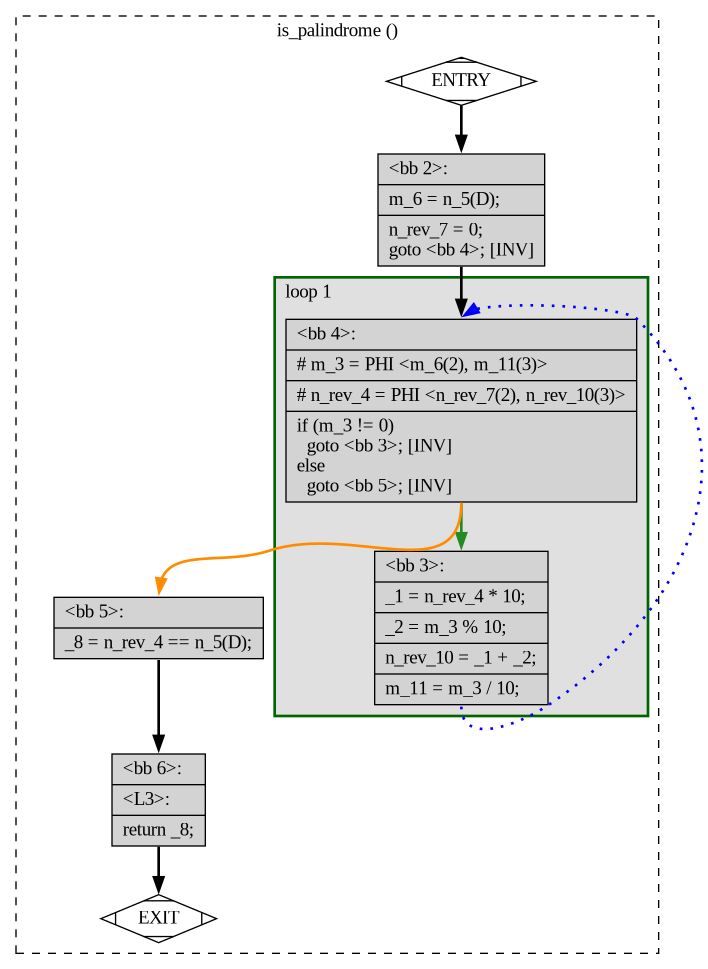 is_palindrome ()
ENTRY
<bb 2>:
m_6 = n_5(D);
n_rev_7 = 0;
goto <bb 4>; [INV]
loop 1
<bb 4>:
# m_3 = PHI <m_6(2), m_11(3)>
# n_rev_4 = PHI <n_rev_7(2), n_rev_10(3)>
if (m_3 != 0)
  goto <bb 3>; [INV]
else
  goto <bb 5>; [INV]
<bb 3>:
_1 = n_rev_4 * 10;
_2 = m_3 % 10;
n_rev_10 = _1 + _2;
m_11 = m_3 / 10;
<bb 5>:
_8 = n_rev_4 == n_5(D);
<bb 6>:
<L3>:
return _8;
EXIT